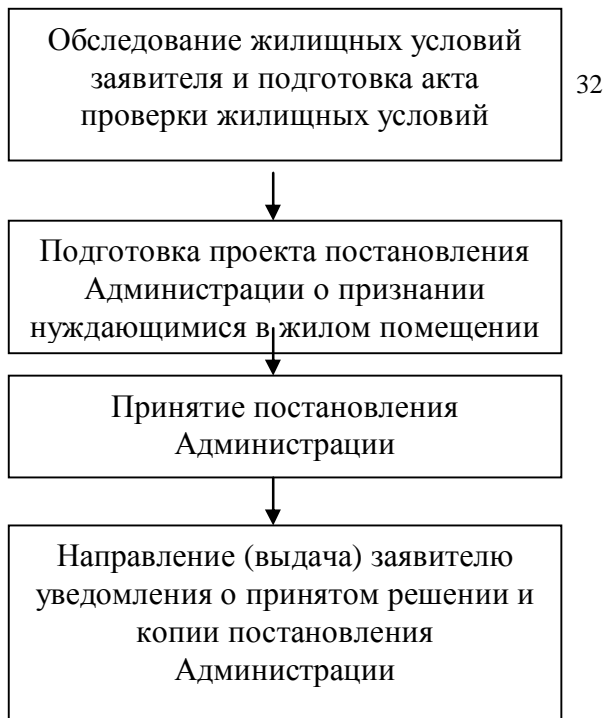 Обследование жилищных условий
заявителя и подготовка акта
проверки жилищных условий
32
Подготовка проекта постановления
Администрации о признании
нуждающимися в жилом помещении
Принятие постановления
Администрации
Направление (выдача) заявителю
уведомления о принятом решении и
копии постановления
Администрации